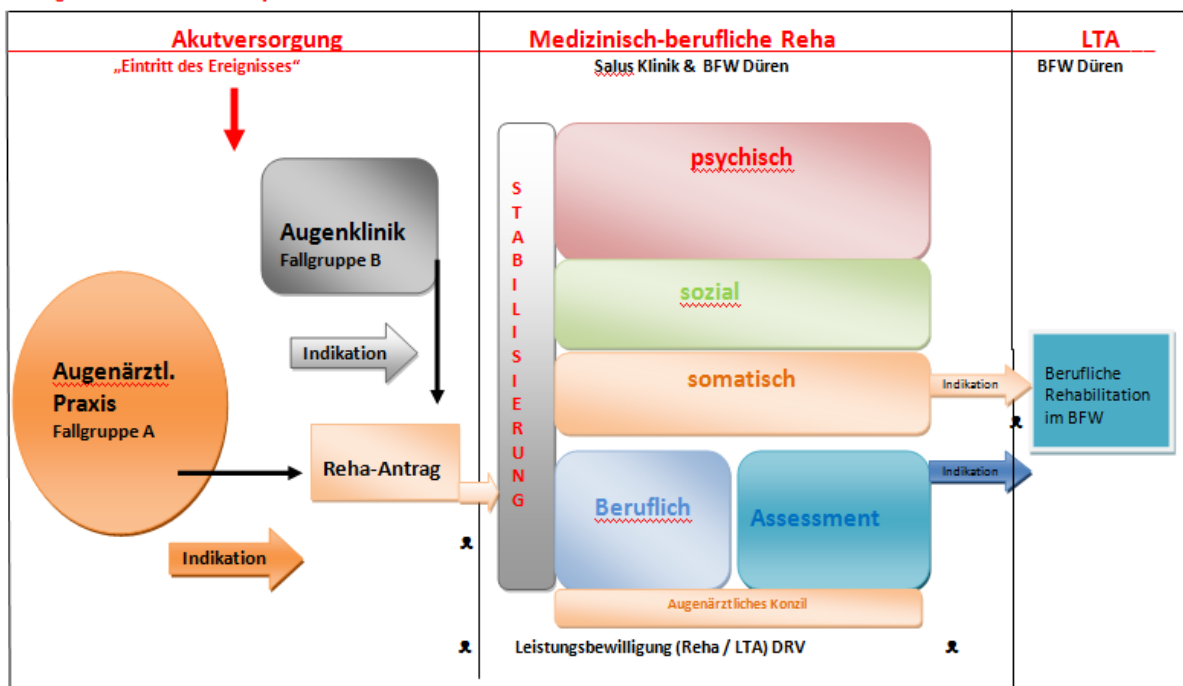 Akutversorgung
„Eintritt des Ereignisses“
Medizinisch-berufliche Reha
Salus Klinik & BFW Düren
LTA
BFW Düren
Augenklinik
Fallgruppe B
Indikation
Augenärztl.
Praxis
Fallgruppe A
Reha-Antrag
Indikation
STABILISIERUNG
psychisch
sozial
somatisch
Beruflich
Assessment
Augenärztliches Konzil
Leistungsbewilligung (Reha / LTA) DRV
Indikation
Indikation
Berufliche
Rehabilitation
im BFW